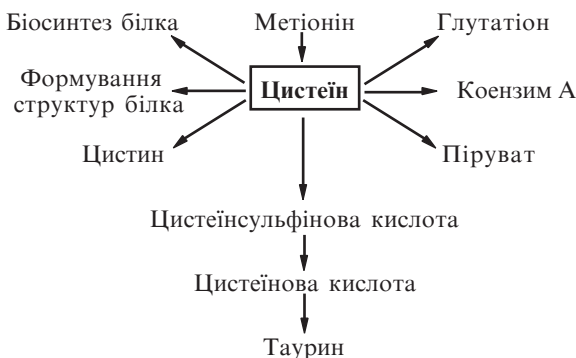 Біосинтез білка
Метіонін
Глутатіон
Формування
структур білка
Цистеїн
Коензим А
Цистин
Піруват
Цистеїнсульфінова кислота
Цистеїнова кислота
Таурин